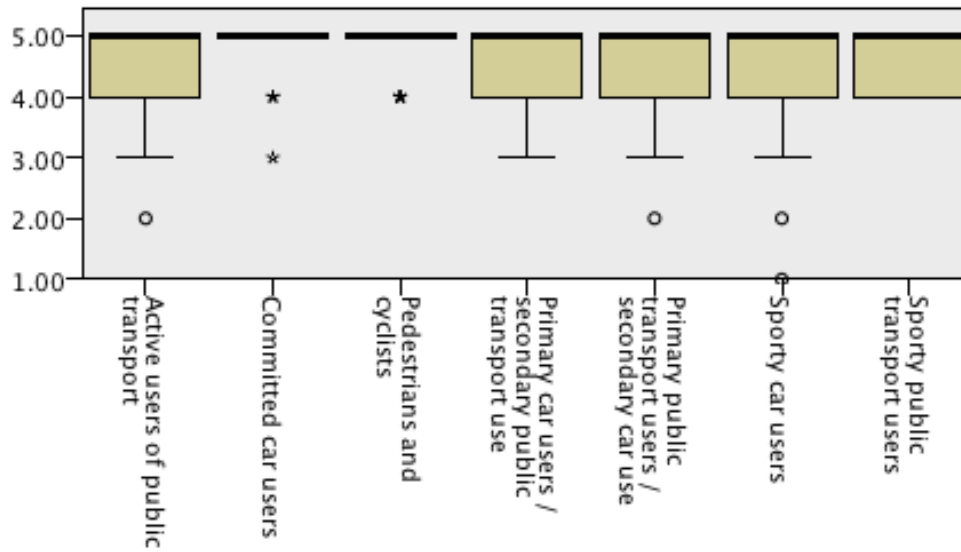 5.00
4.00
3.00
2.00
1.00
Active users of public
transport
Committed car users
Pedestrians and
cyclists
Primary car users /
secondary public
transport use
Primary public
transport users /
secondary car use
Sporty car users
Sporty public
transport users